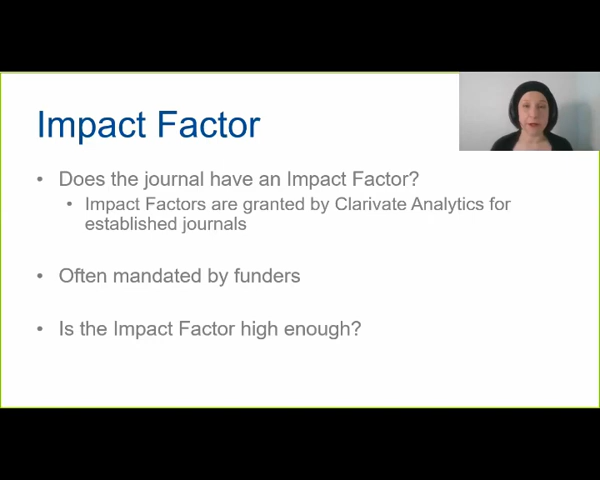 Impact Factor
• Does the journal have an Impact Factor?
• Impact Factors are granted by Clarivate Analytics for
established journals
• Often mandated by funders
• Is the Impact Factor high enough?